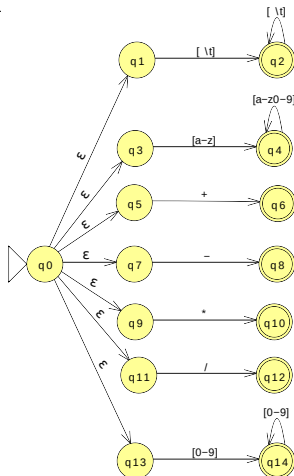 [ \t]
q1 [ \t] q2
[a-z0-9]
ε
q3 [a-z] q4
ε
q5 + q6
ε
q0 ε q7 - q8
ε
q9 * q10
ε
q11 / q12
ε
[0-9]
q13 [0-9] q14